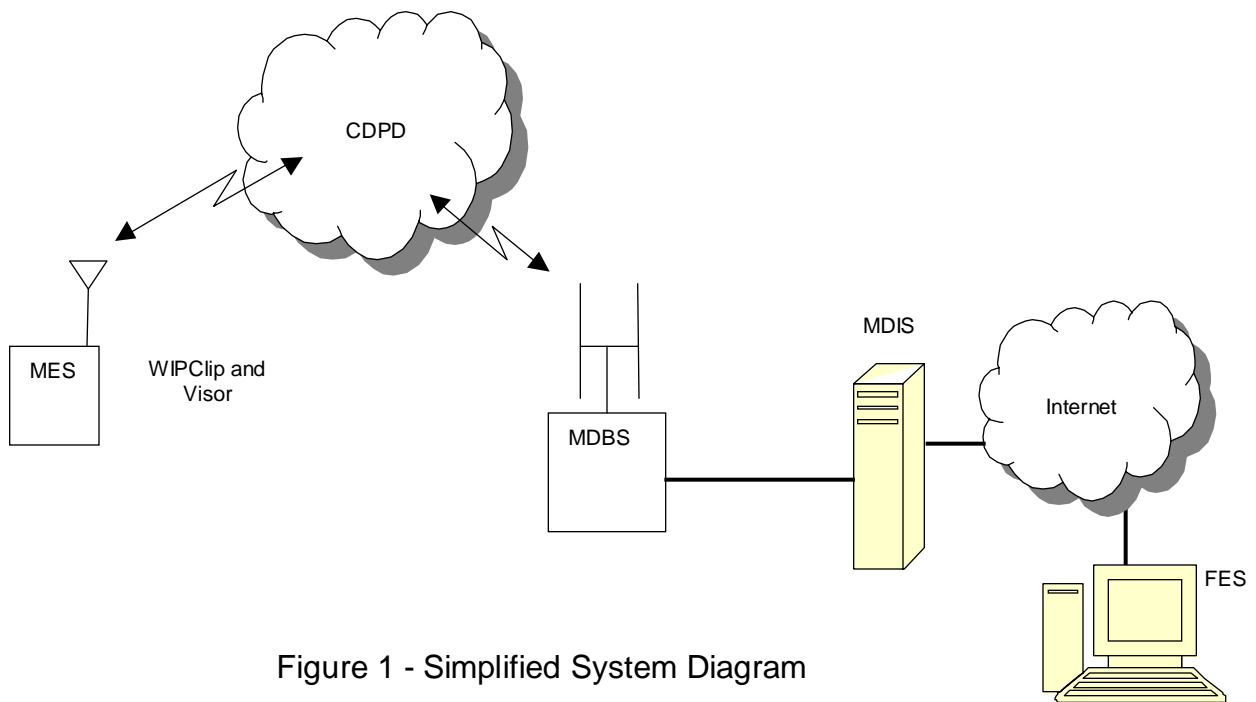 CDPD
MES
WIPClip and
Visor
MDBS
MDIS
Internet
FES
Figure 1 - Simplified System Diagram